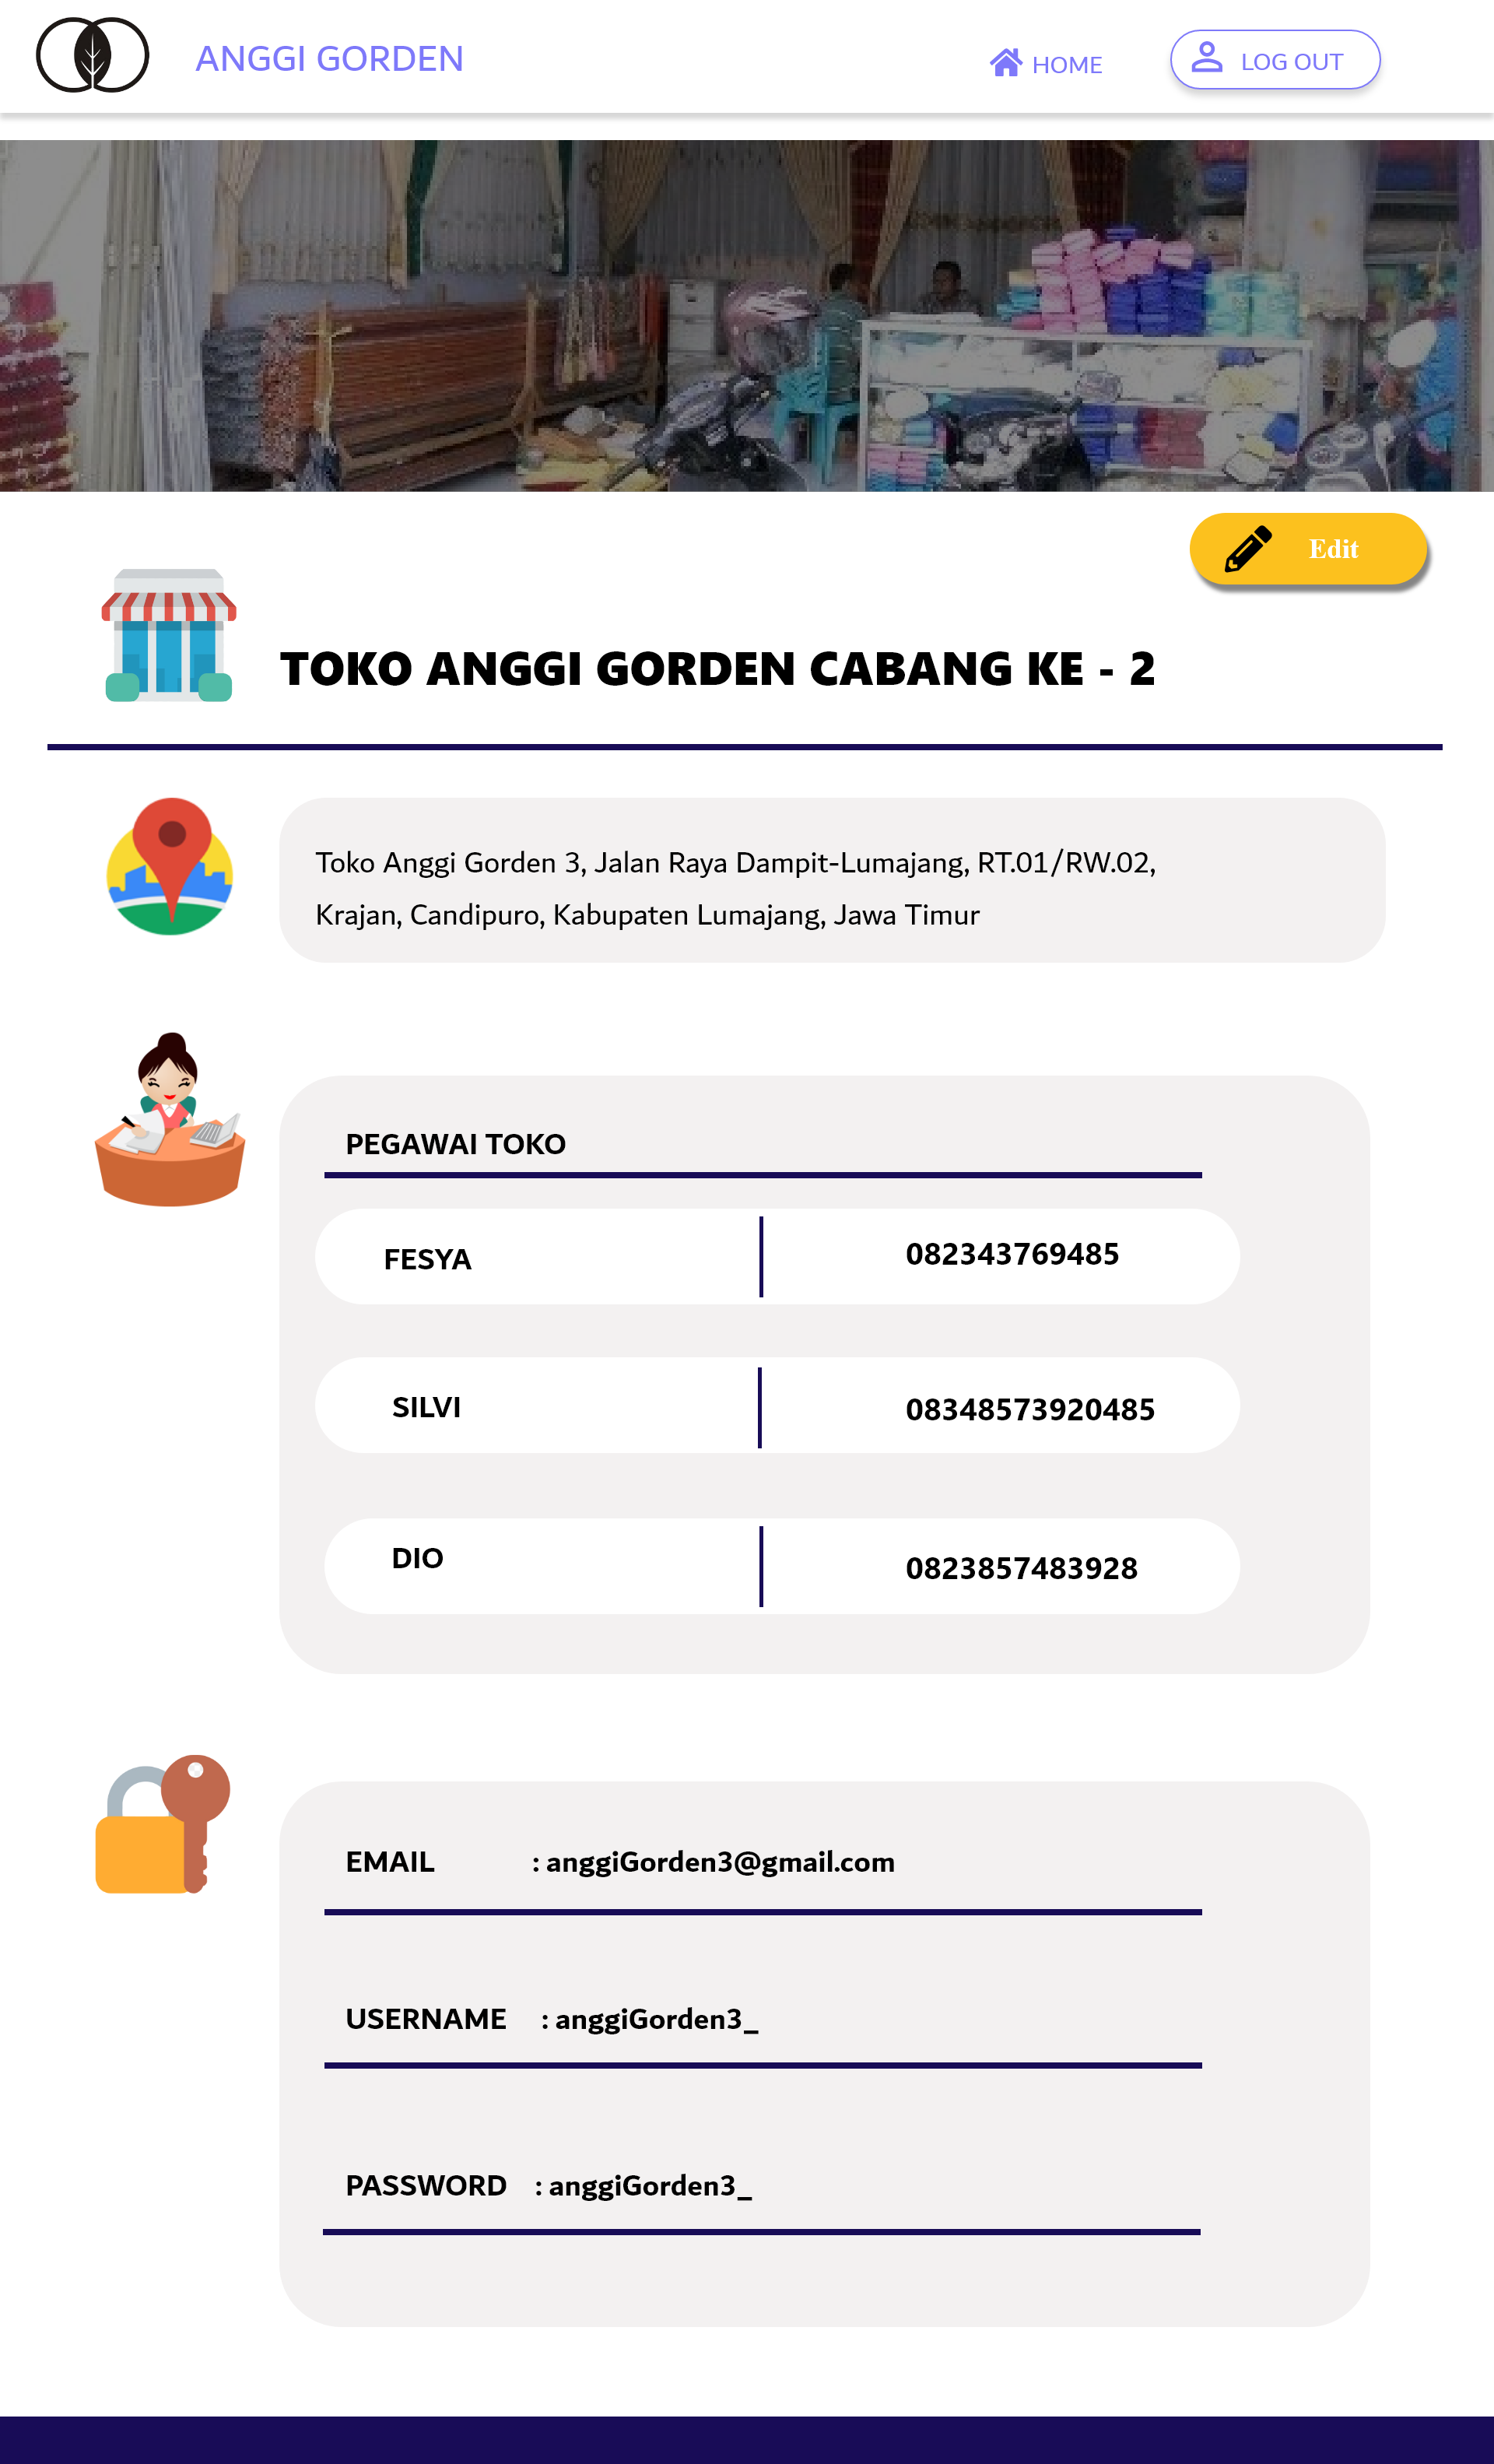 ANGGI GORDEN
HOME
LOG OUT
Edit
TOKO ANGGI GORDEN CABANG KE - 2
Toko Anggi Gorden 3, Jalan Raya Dampit-Lumajang, RT.01/RW.02,
Krajan, Candipuro, Kabupaten Lumajang, Jawa Timur
PEGAWAI TOKO
FESYA 082343769485
SILVI 08348573920485
DIO 0823857483928
EMAIL : anggiGorden3@gmail.com
USERNAME : anggiGorden3_
PASSWORD : anggiGorden3_